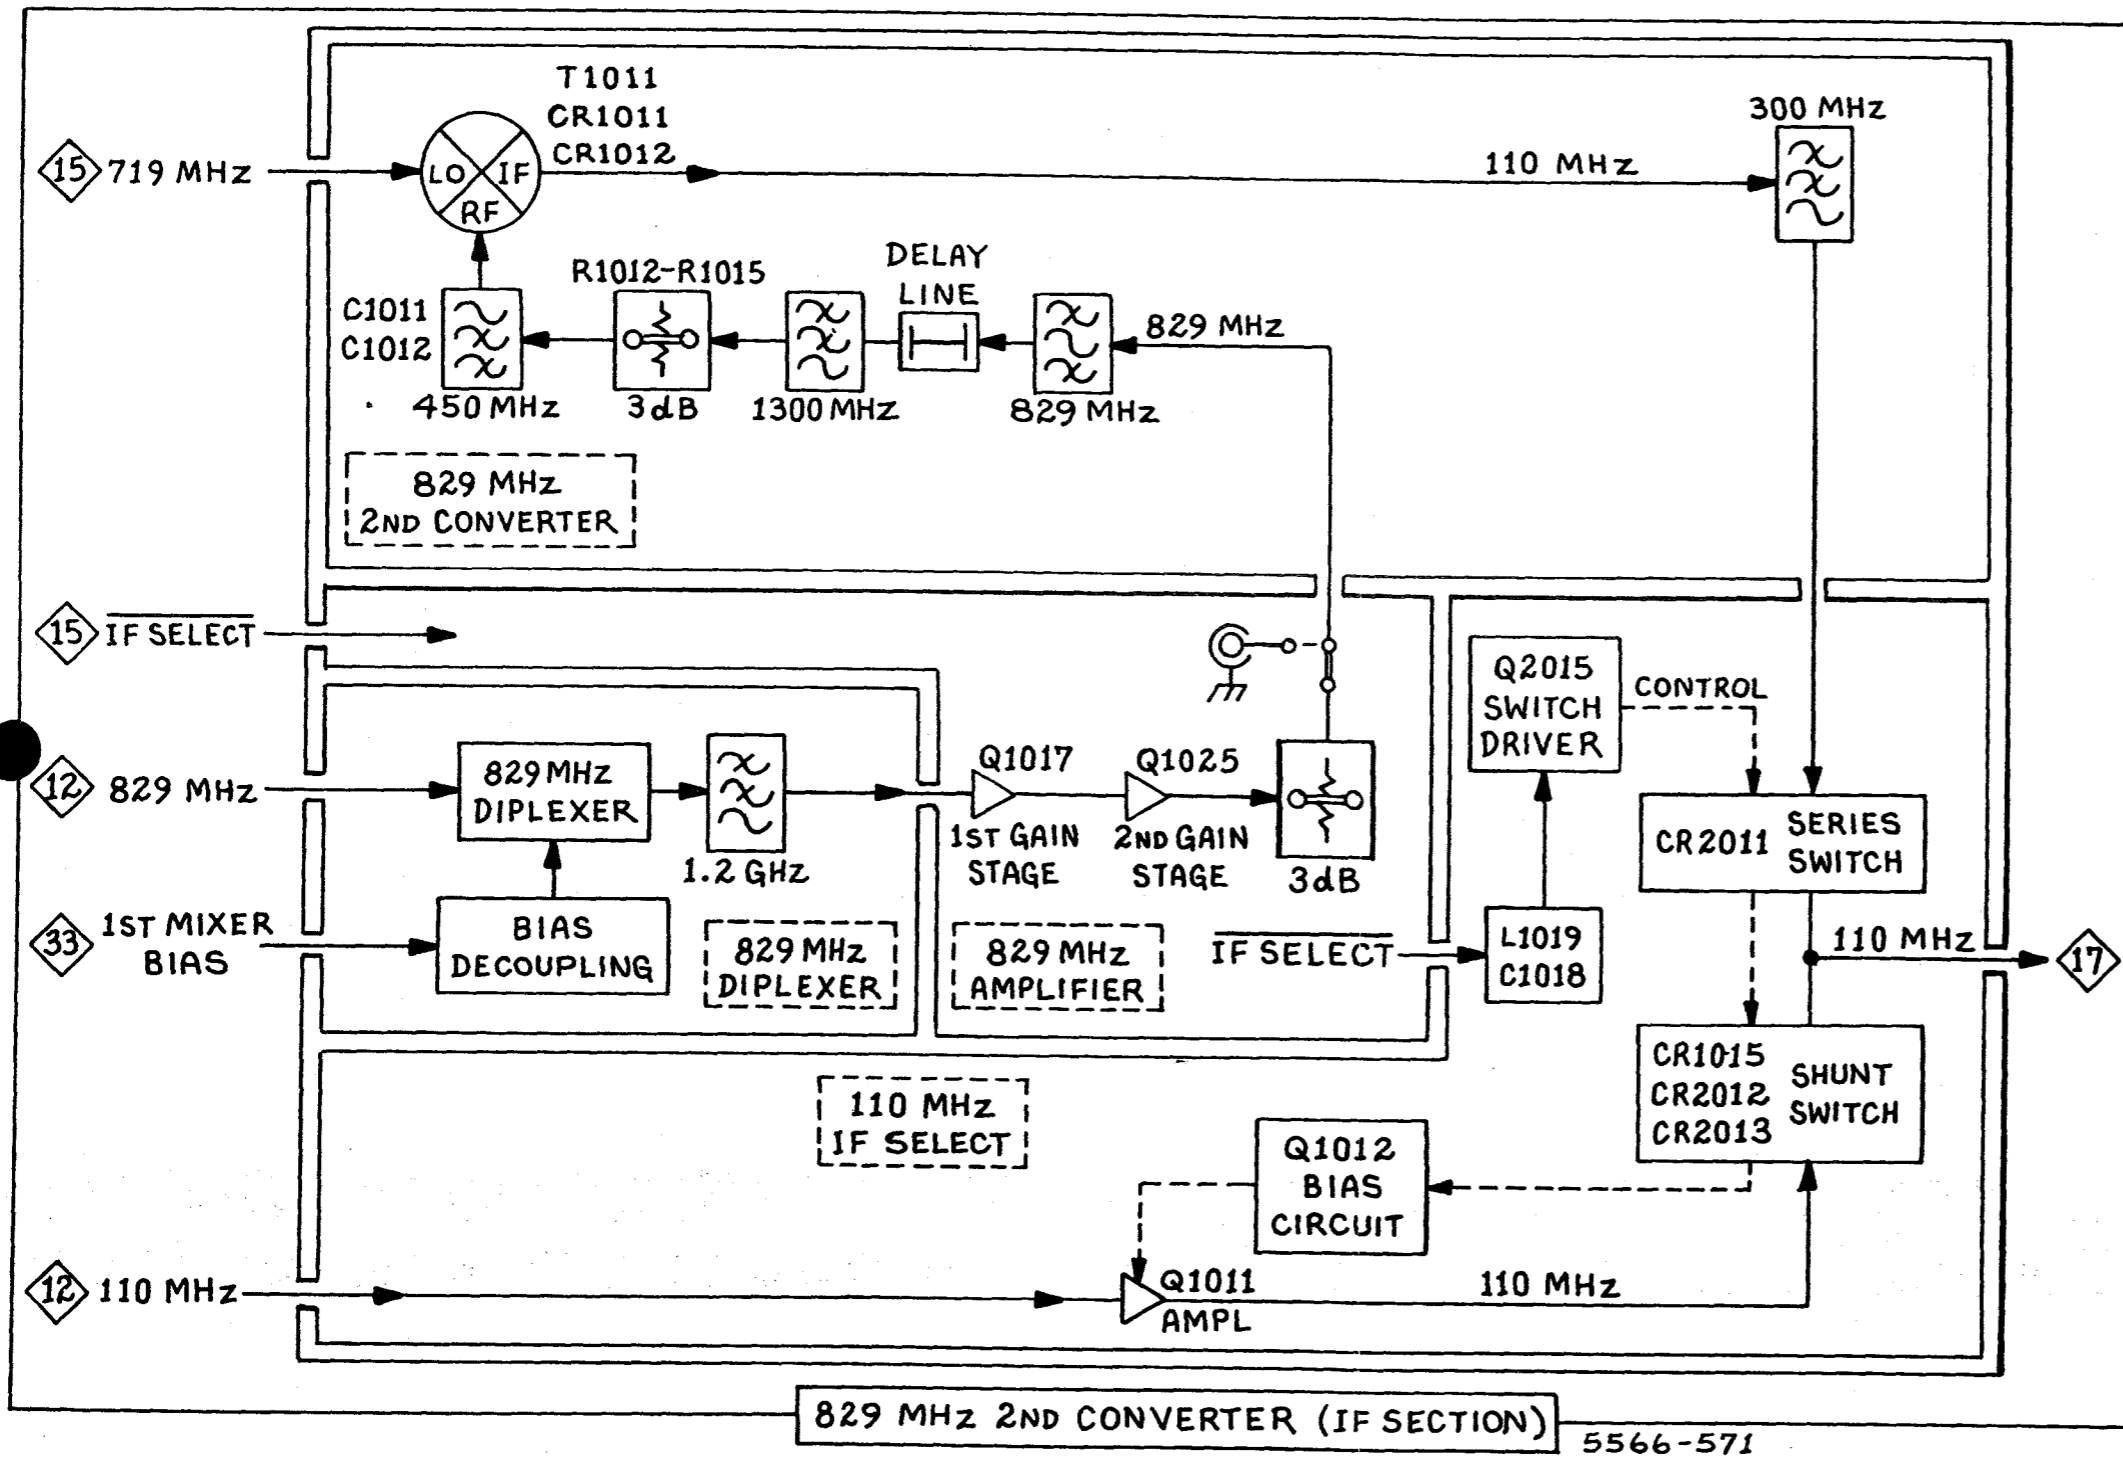 T1011
CR1011
CR1012
300 MHz
15 719 MHz
LO IF
RF
110 MHz
R1012-R1015
DELAY
LINE
C1011
C1012
829 MHz
450 MHz
3dB
1300 MHz
829 MHz
829 MHz
2ND CONVERTER
15 IF SELECT
Q2015
SWITCH
DRIVER
CONTROL
12 829 MHz
829 MHz
DIPLEXER
1.2 GHz
Q1017
1ST GAIN
STAGE
Q1025
2ND GAIN
STAGE
3dB
CR2011
SERIES
SWITCH
33 1ST MIXER
BIAS
BIAS
DECOUPLING
829 MHz
DIPLEXER
829 MHz
AMPLIFIER
IF SELECT
L1019
C1018
110 MHz
17
CR1015
CR2012
CR2013
SHUNT
SWITCH
110 MHz
IF SELECT
Q1012
BIAS
CIRCUIT
12 110 MHz
Q1011
AMPL
110 MHz
829 MHz 2ND CONVERTER (IF SECTION)
5566-571